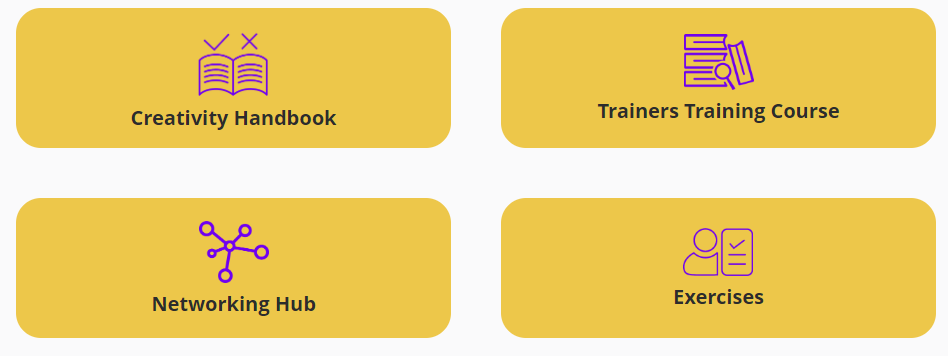 Creativity Handbook
Trainers Training Course
Networking Hub
Exercises